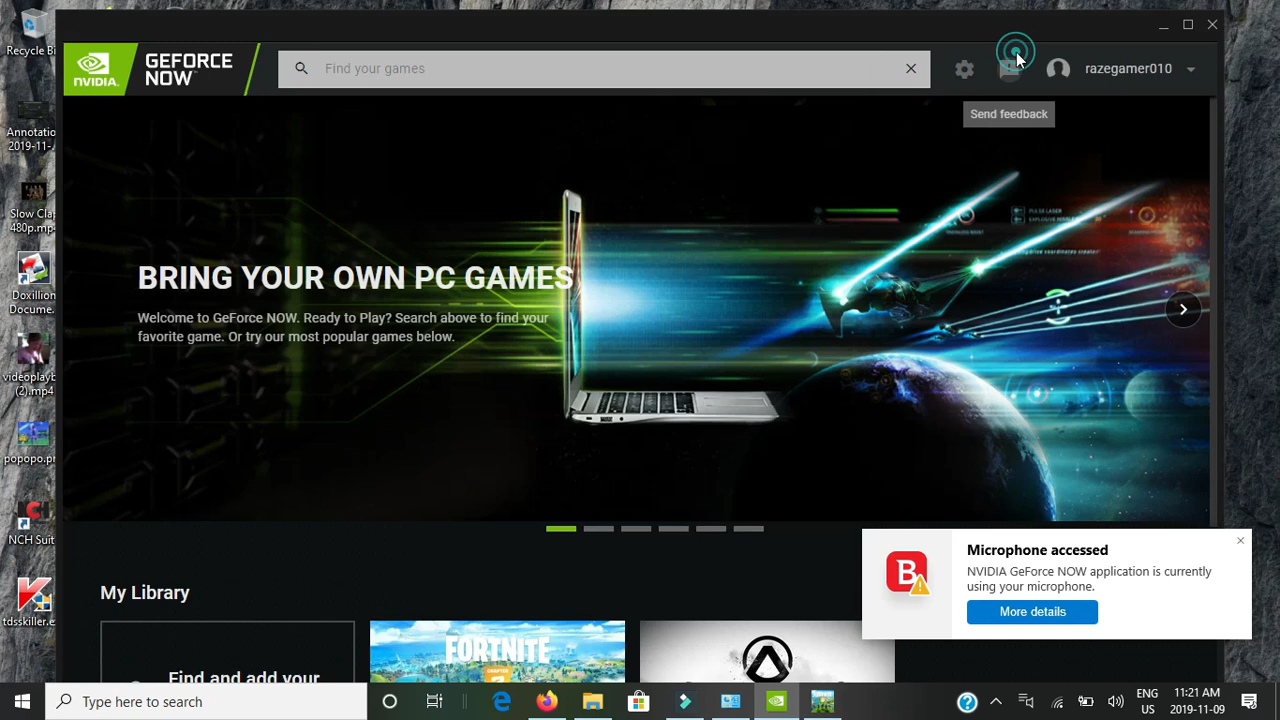 Recycle Bi
Annotatio
2019-11-
Slow Cla
480p.mp4
Doxillion
Docume...
videoplayb
(2).mp4
popopo.pn
NCH Suit
tdsskiller.e
NVIDIA.
GEFORCE
NOW
Find your games
razegamer010
Send feedback
BRING YOUR OWN PC GAMES
Welcome to GeForce NOW. Ready to Play? Search above to find your
favorite game. Or try our most popular games below.
My Library
Find and add your
FORTNITE
Microphone accessed
NVIDIA GeForce NOW application is currently
using your microphone.
More details
Type here to search
ENG
US
11:21 AM
2019-11-09